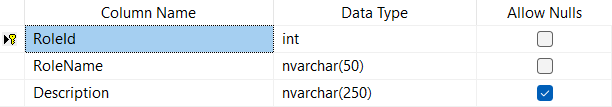 Column Name Data Type Allow Nulls
RoleId int
RoleName nvarchar(50)
Description nvarchar(250)